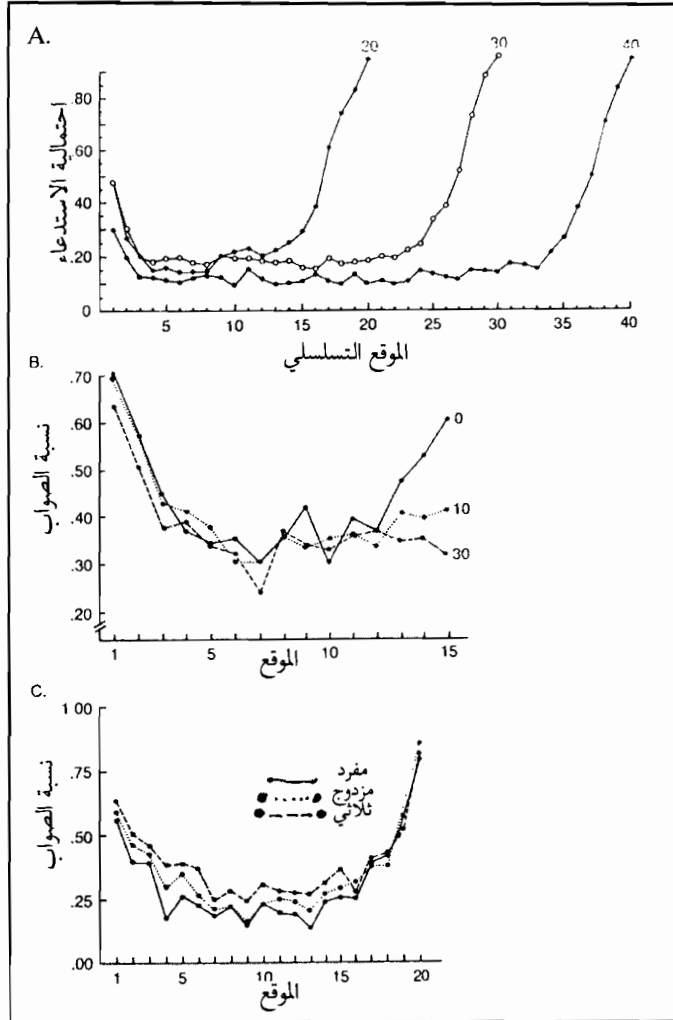 A.
20 30 40
.80
.60
.40
.20
0
احتمالية الاستدعاء
5 10 15 20 25 30 35 40
الموقع التسلسلي
B.
.70
.60
.50
.40
.30
.20
نسبة الصواب
0
10
30
1 5 10 15
الموقع
C.
1 00
.75
.50
.25
.00
نسبة الصواب
مفرد
مزدوج
ثلاثي
1 5 10 15 20
الموقع